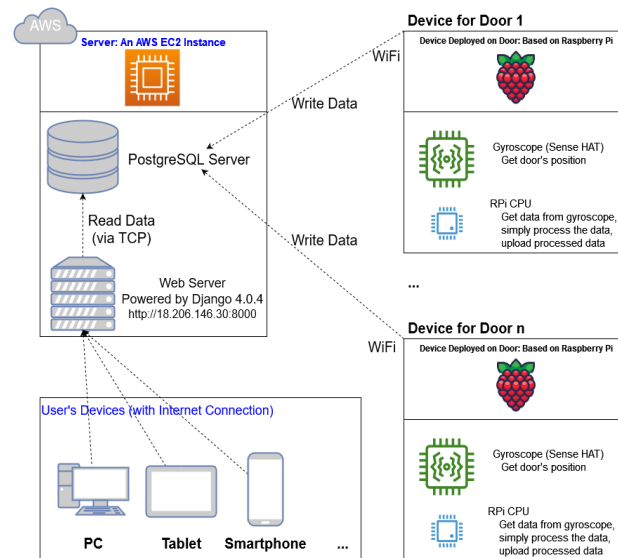 AWS
Server: An AWS EC2 Instance
PostgreSQL Server
Read Data
(via TCP)
Web Server
Powered by Django 4.0.4
http://18.206.146.30:8000
User's Devices (with Internet Connection)
PC
Tablet
Smartphone
...
WiFi
Write Data
Write Data
WiFi
Device for Door 1
Device Deployed on Door: Based on Raspberry Pi
Gyroscope (Sense HAT)
Get door's position
RPi CPU
Get data from gyroscope,
simply process the data,
upload processed data
...
Device for Door n
Device Deployed on Door: Based on Raspberry Pi
Gyroscope (Sense HAT)
Get door's position
RPi CPU
Get data from gyroscope,
simply process the data,
upload processed data